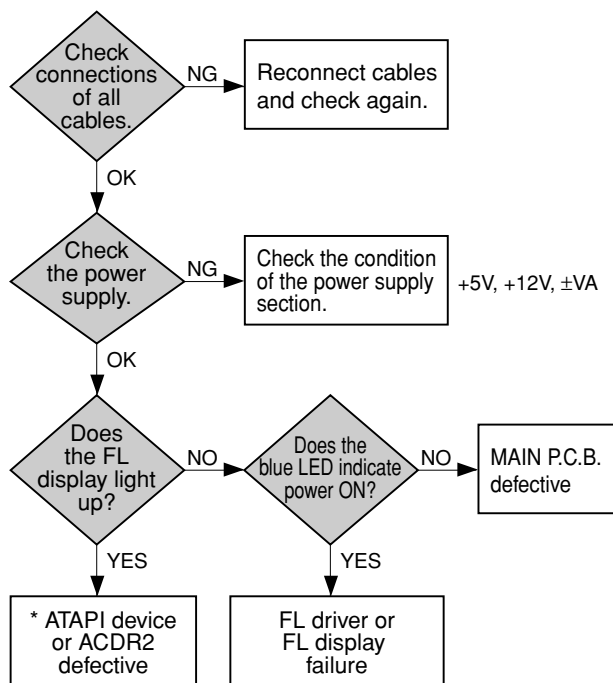 Check
connections
of all
cables.
NG
Reconnect cables
and check again.
OK
Check
the power
supply.
NG
Check the condition
of the power supply
section.
+5V, +12V, ±VA
OK
Does
the FL
display light
up?
NO
Does the
blue LED indicate
power ON?
NO
MAIN P.C.B.
defective
YES
YES
* ATAPI device
or ACDR2
defective
FL driver or
FL display
failure